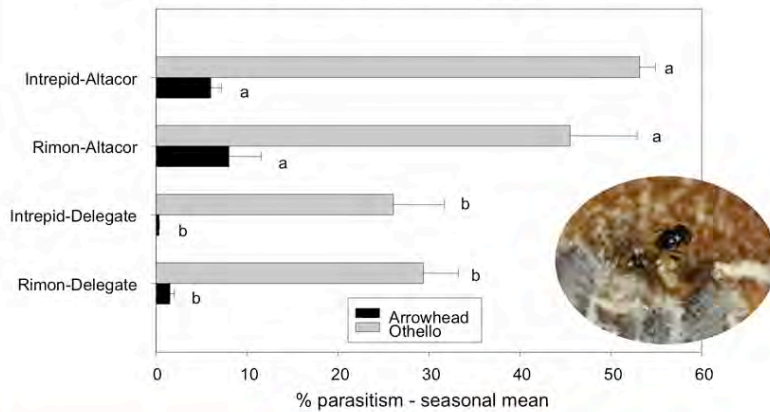 Intrepid-Altacor
a
a
Rimon-Altacor
a
a
Intrepid-Delegate
b
b
Rimon-Delegate
b
b
Arrowhead
Othello
0 10 20 30 40 50 60
% parasitism - seasonal mean